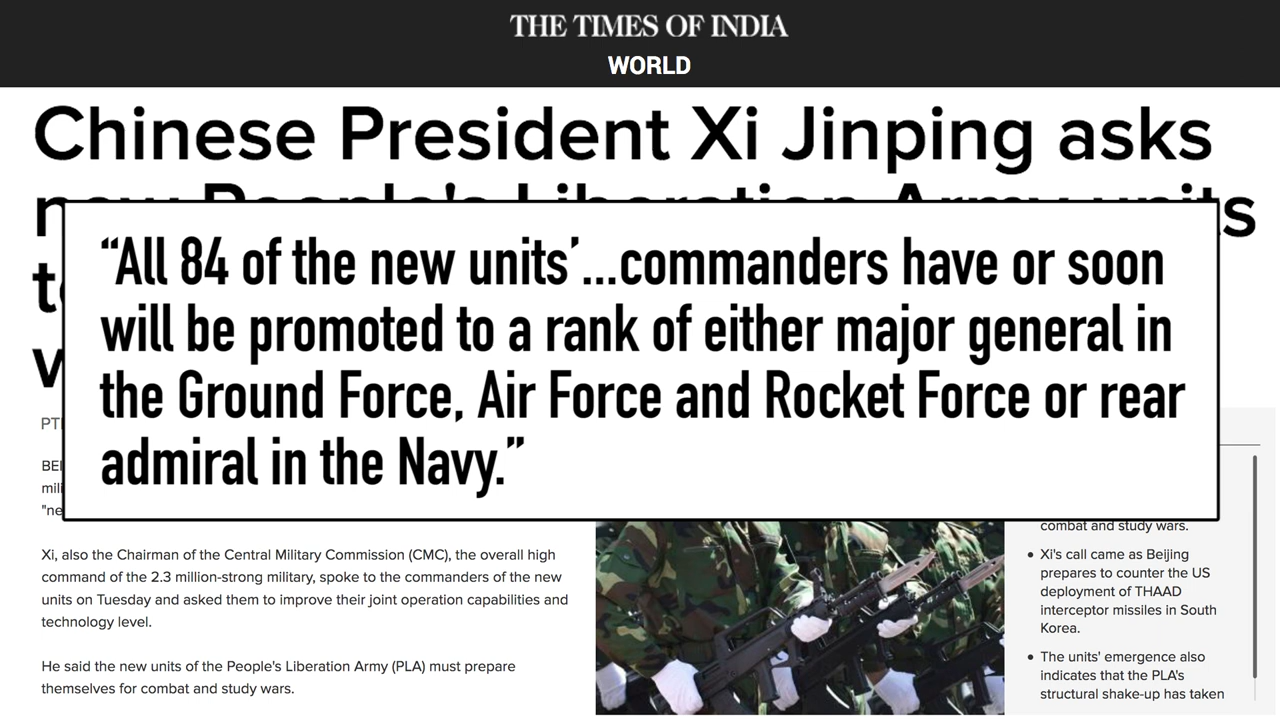 THE TIMES OF INDIA
WORLD
Chinese President Xi Jinping asks
new People's Liberation Army units
“All 84 of the new units’...commanders have or soon
will be promoted to a rank of either major general in
the Ground Force, Air Force and Rocket Force or rear
admiral in the Navy.”
Xi, also the Chairman of the Central Military Commission (CMC), the overall high
command of the 2.3 million-strong military, spoke to the commanders of the new
units on Tuesday and asked them to improve their joint operation capabilities and
technology level.
He said the new units of the People's Liberation Army (PLA) must prepare
themselves for combat and study wars.
combat and study wars.
• Xi's call came as Beijing
prepares to counter the US
deployment of THAAD
interceptor missiles in South
Korea.
• The units' emergence also
indicates that the PLA's
structural shake-up has taken